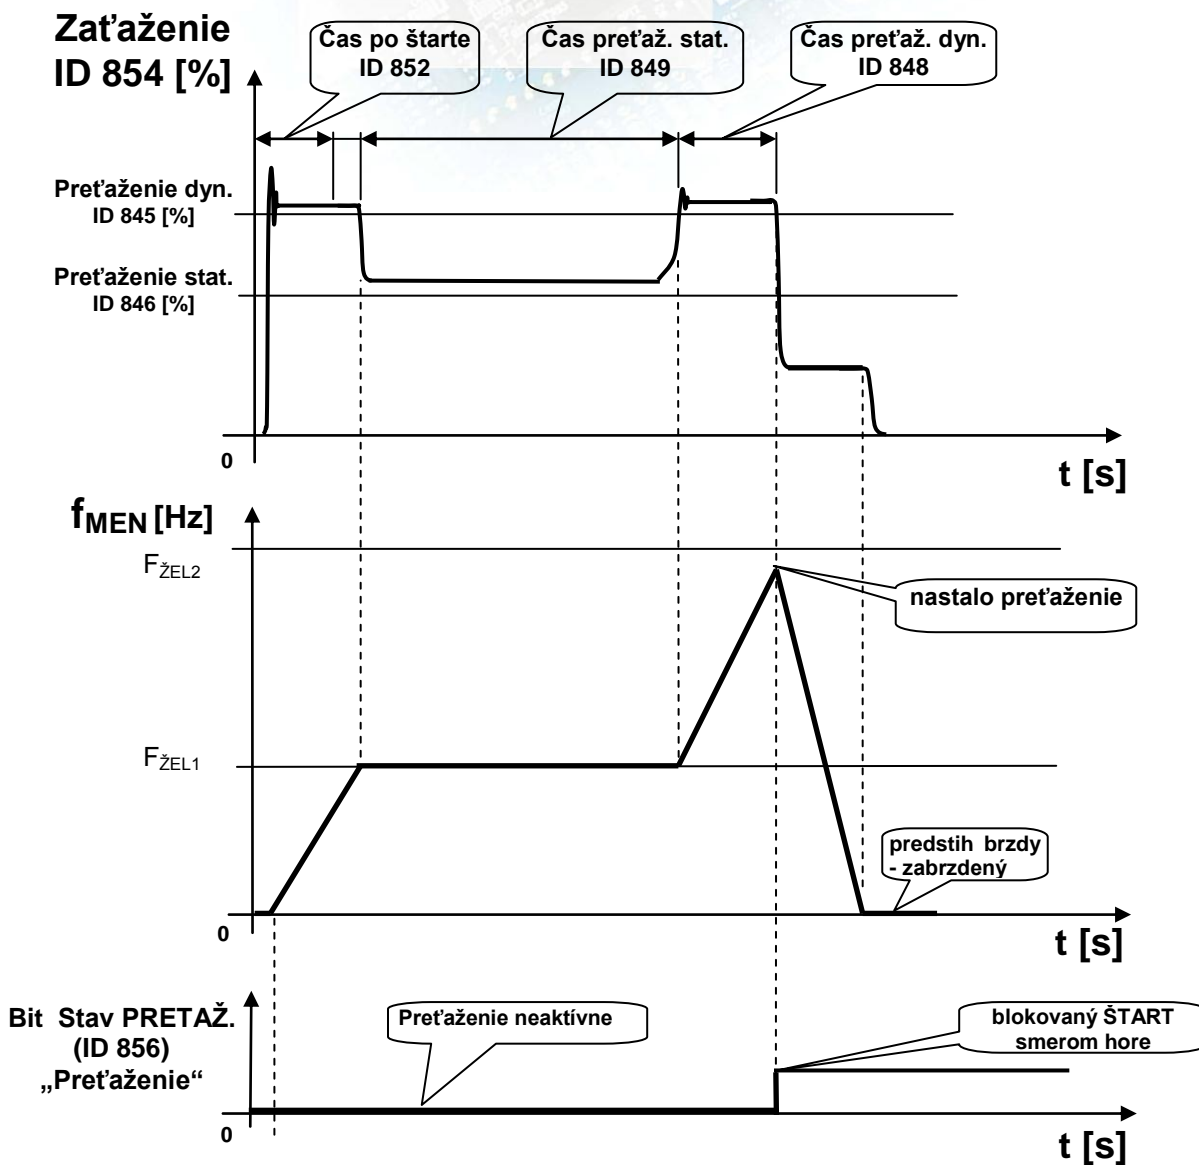 Zaťaženie
ID 854 [%]
Čas po štarte
ID 852
Čas preťaž. stat.
ID 849
Čas preťaž. dyn.
ID 848
Preťaženie dyn.
ID 845 [%]
Preťaženie stat.
ID 846 [%]
0
t [s]
fMEN [Hz]
FŽEL2
nastalo preťaženie
FŽEL1
predstih brzdy
- zabrzdený
0
t [s]
Bit Stav PRETAŽ.
(ID 856)
„Preťaženie“
Preťaženie neaktívne
blokovaný ŠTART
smerom hore
0
t [s]